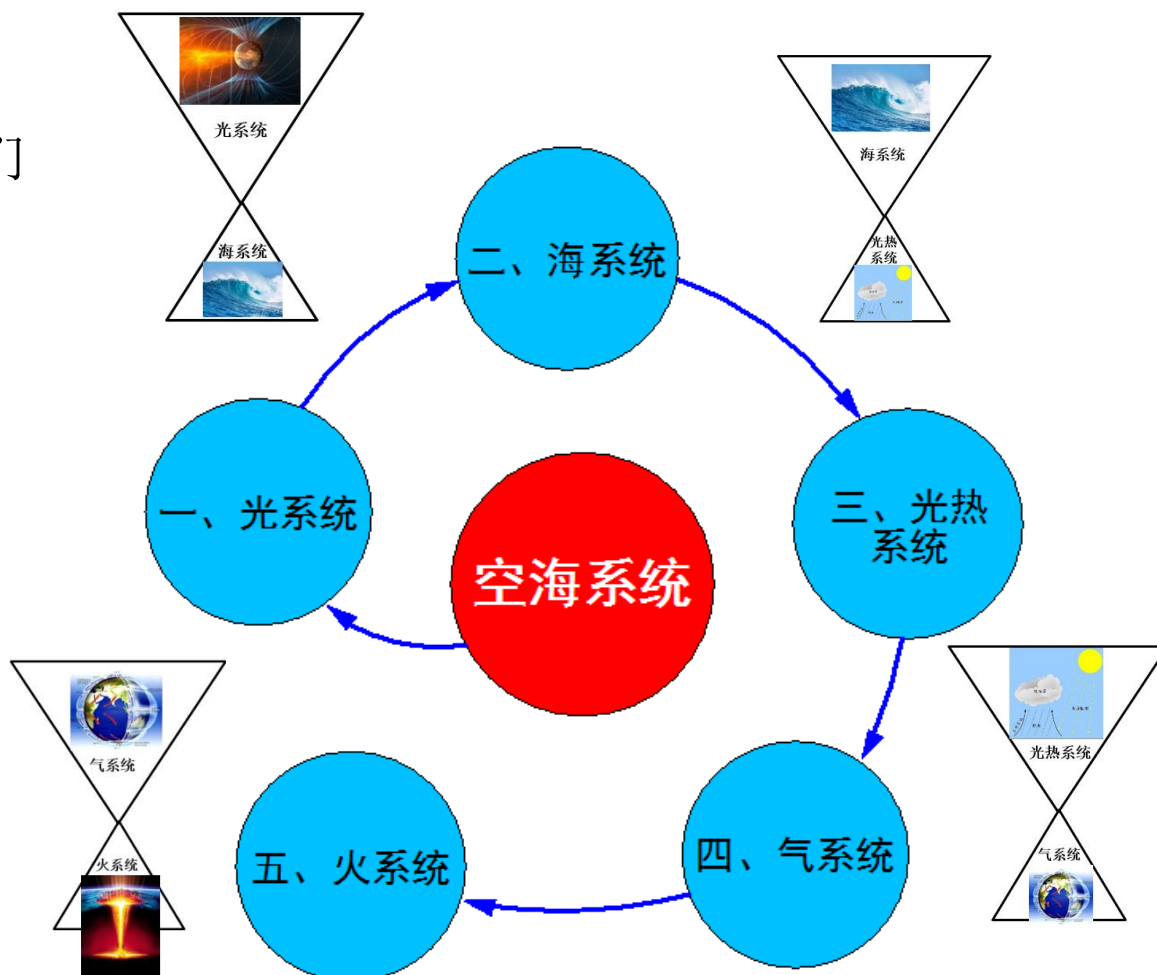 光系统
海系统
们
海系统
光热
系统
二、海系统
一、光系统
三、光热
系统
空海系统
气系统
火系统
光热系统
气系统
五、火系统
四、气系统